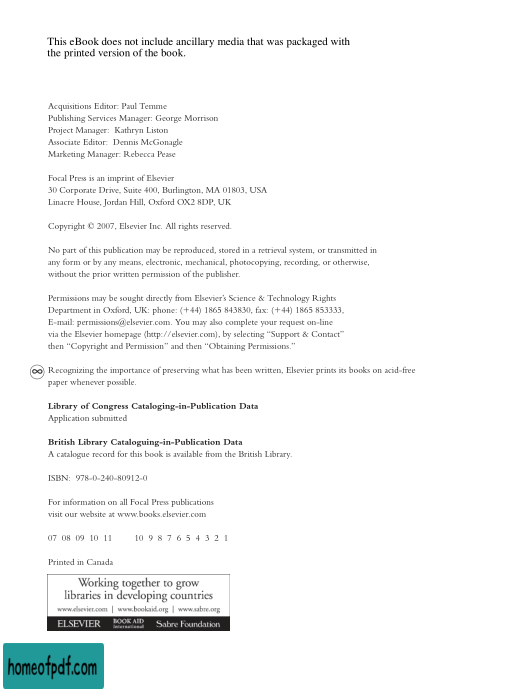 This eBook does not include ancillary media that was packaged with
the printed version of the book.
Acquisitions Editor: Paul Temme
Publishing Services Manager: George Morrison
Project Manager: Kathryn Liston
Associate Editor: Dennis McGonagle
Marketing Manager: Rebecca Pease
Focal Press is an imprint of Elsevier
30 Corporate Drive, Suite 400, Burlington, MA 01803, USA
Linacre House, Jordan Hill, Oxford OX2 8DP, UK
Copyright © 2007, Elsevier Inc. All rights reserved.
No part of this publication may be reproduced, stored in a retrieval system, or transmitted in
any form or by any means, electronic, mechanical, photocopying, recording, or otherwise,
without the prior written permission of the publisher.
Permissions may be sought directly from Elsevier's Science & Technology Rights
Department in Oxford, UK: phone: (+44) 1865 843830, fax: (+44) 1865 853333,
E-mail: permissions@elsevier.com. You may also complete your request on-line
via the Elsevier homepage (http://elsevier.com), by selecting “Support & Contact”
then “Copyright and Permission” and then “Obtaining Permissions.”
Recognizing the importance of preserving what has been written, Elsevier prints its books on acid-free
paper whenever possible.
Library of Congress Cataloging-in-Publication Data
Application submitted
British Library Cataloguing-in-Publication Data
A catalogue record for this book is available from the British Library.
ISBN: 978-0-240-80912-0
For information on all Focal Press publications
visit our website at www.books.elsevier.com
07 08 09 10 11 10 9 8 7 6 5 4 3 2 1
Printed in Canada
Working together to grow
libraries in developing countries
www.elsevier.com | www.bookaid.org | www.sabre.org
ELSEVIER BOOK AID International Sabre Foundation
homeofpdf.com